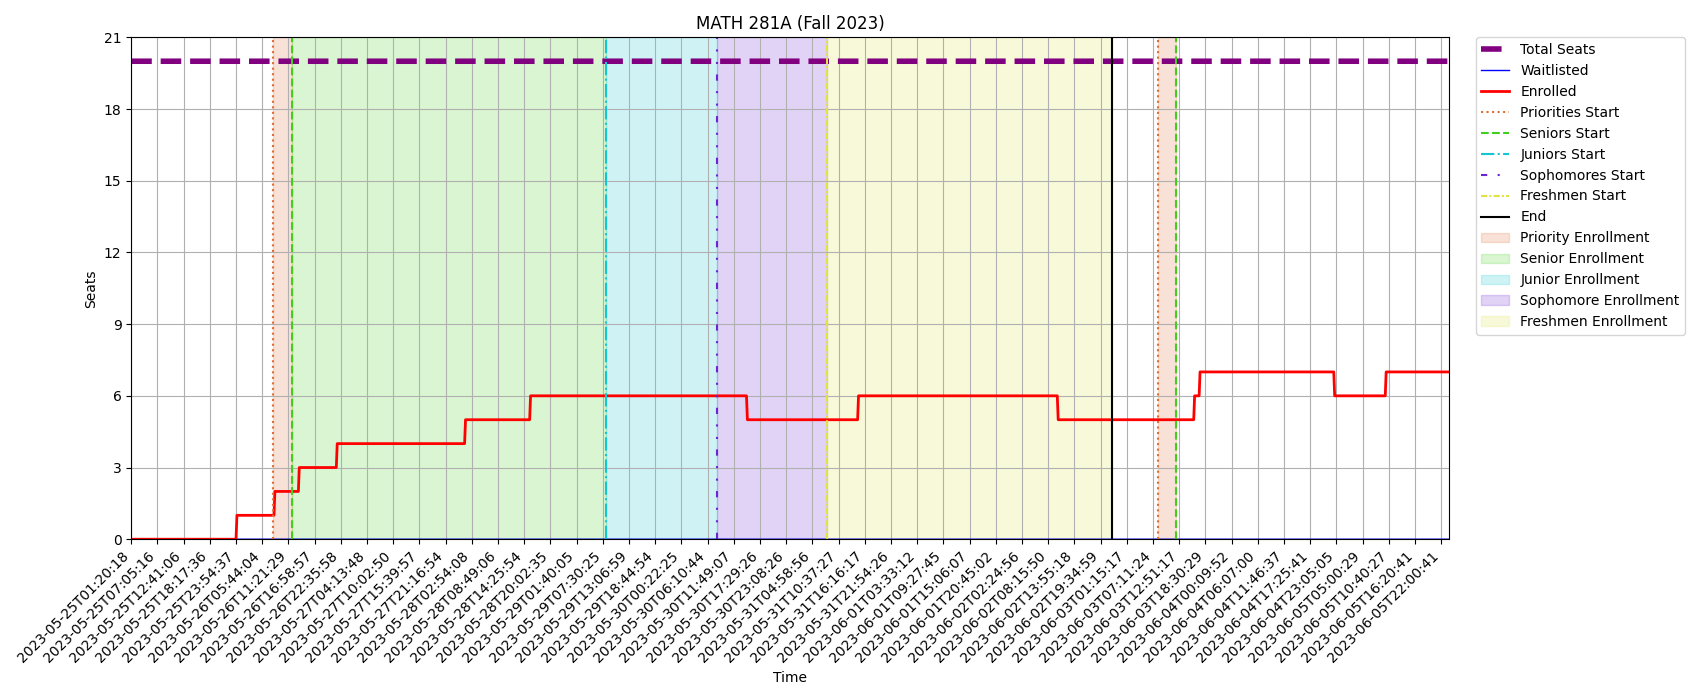 MATH 281A (Fall 2023)
21
18
15
12
9
6
3
0
Seats
2023-05-25T01:20:18
2023-05-25T07:05:16
2023-05-25T12:41:06
2023-05-25T18:17:36
2023-05-25T23:54:37
2023-05-26T05:44:04
2023-05-26T11:21:29
2023-05-26T16:58:57
2023-05-26T22:35:58
2023-05-27T04:13:48
2023-05-27T10:02:50
2023-05-27T15:39:57
2023-05-27T21:16:54
2023-05-28T02:54:08
2023-05-28T08:49:06
2023-05-28T14:25:54
2023-05-28T20:02:35
2023-05-29T01:40:05
2023-05-29T07:30:25
2023-05-29T13:06:59
2023-05-29T18:44:54
2023-05-30T00:22:25
2023-05-30T06:10:44
2023-05-30T11:49:07
2023-05-30T17:29:26
2023-05-30T23:08:26
2023-05-31T04:58:56
2023-05-31T10:37:27
2023-05-31T16:16:17
2023-05-31T21:54:26
2023-06-01T03:33:12
2023-06-01T09:27:45
2023-06-01T15:06:07
2023-06-01T20:45:02
2023-06-02T02:24:56
2023-06-02T08:15:50
2023-06-02T13:55:18
2023-06-02T19:34:59
2023-06-03T01:15:17
2023-06-03T07:11:24
2023-06-03T12:51:17
2023-06-03T18:30:29
2023-06-04T00:09:52
2023-06-04T06:07:00
2023-06-04T11:46:37
2023-06-04T17:25:41
2023-06-04T23:05:05
2023-06-05T05:00:29
2023-06-05T10:40:27
2023-06-05T16:20:41
2023-06-05T22:00:41
Time
Total Seats
Waitlisted
Enrolled
Priorities Start
Seniors Start
Juniors Start
Sophomores Start
Freshmen Start
End
Priority Enrollment
Senior Enrollment
Junior Enrollment
Sophomore Enrollment
Freshmen Enrollment